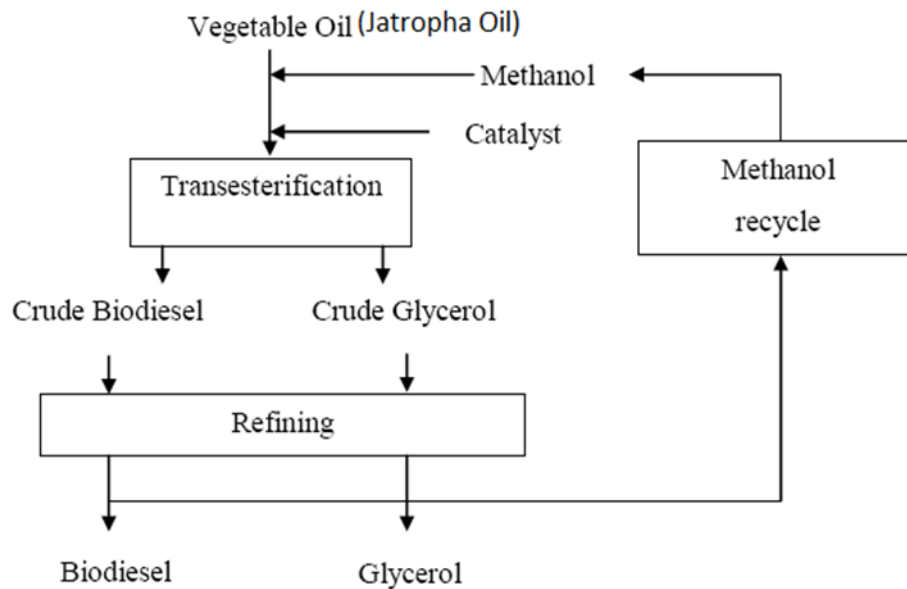 Vegetable Oil (Jatropha Oil)
Methanol
Catalyst
Transesterification
Methanol
recycle
Crude Biodiesel
Crude Glycerol
Refining
Biodiesel
Glycerol